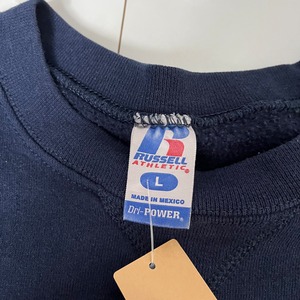 RUSSELL
ATHLETIC®
L
MADE IN MEXICO
Dri-POWER®